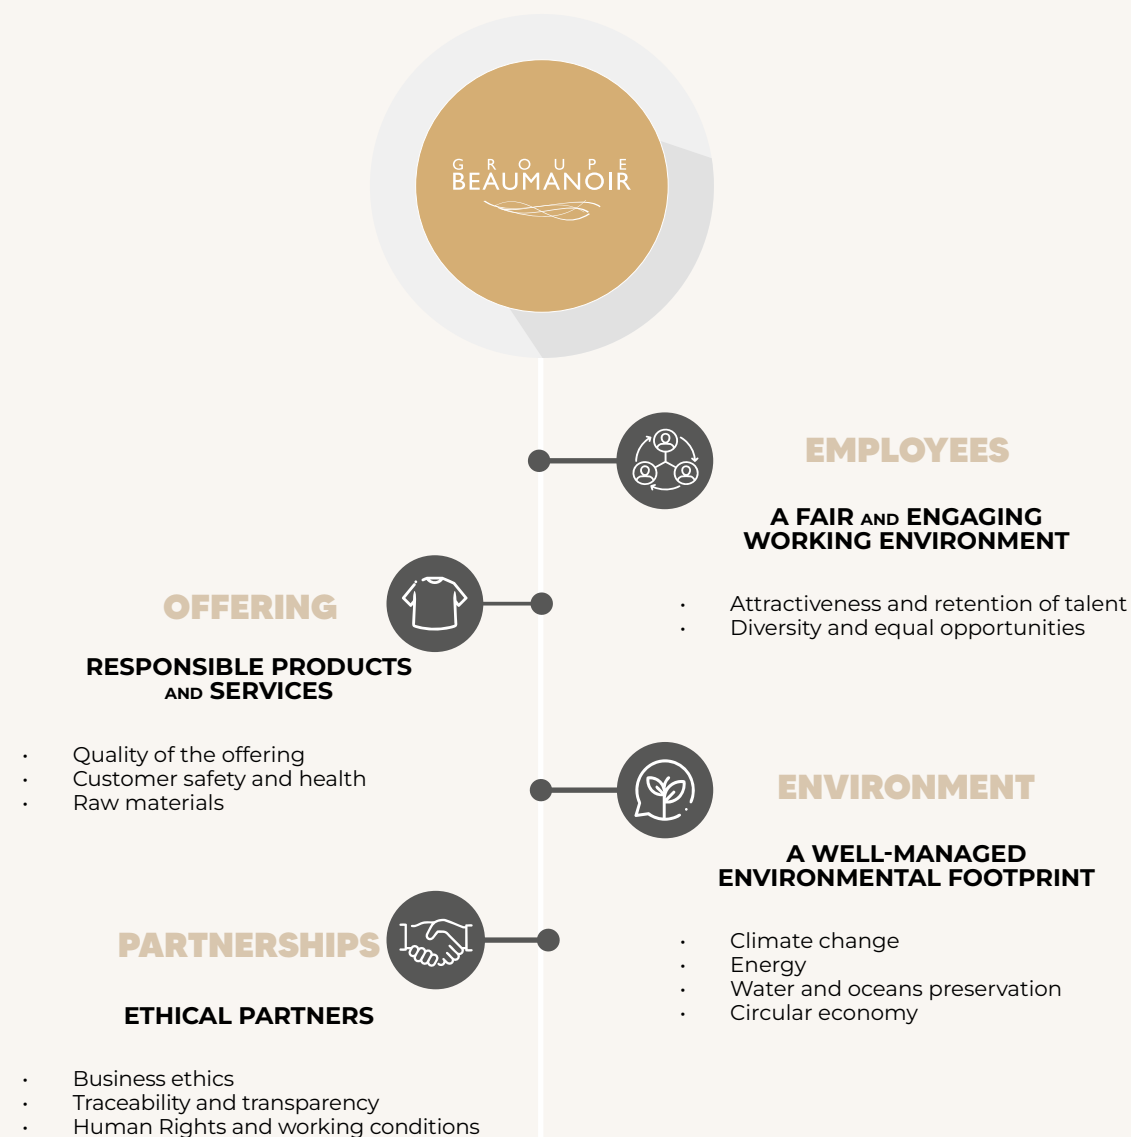 GROUPE
BEAUMANOIR
EMPLOYEES
A FAIR AND ENGAGING
WORKING ENVIRONMENT
• Attractiveness and retention of talent
• Diversity and equal opportunities
OFFERING
RESPONSIBLE PRODUCTS
AND SERVICES
• Quality of the offering
• Customer safety and health
• Raw materials
ENVIRONMENT
A WELL-MANAGED
ENVIRONMENTAL FOOTPRINT
• Climate change
• Energy
• Water and oceans preservation
• Circular economy
PARTNERSHIPS
ETHICAL PARTNERS
• Business ethics
• Traceability and transparency
• Human Rights and working conditions